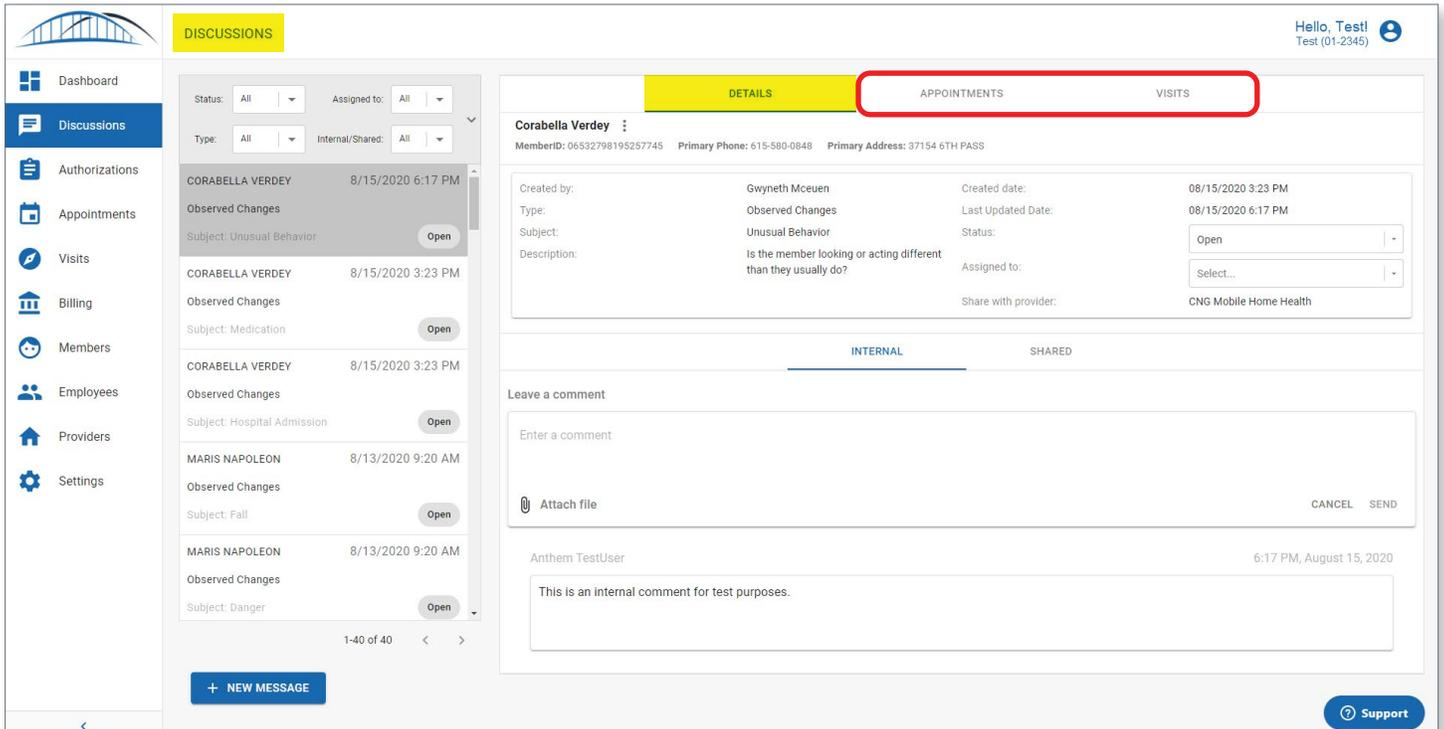 DISCUSSIONS
Hello, Test!
Test (01-2345)
Dashboard
Discussions
Authorizations
Appointments
Visits
Billing
Members
Employees
Providers
Settings
Status: All Assigned to: All
Type: All Internal/Shared: All
CORABELLA VERDEY 8/15/2020 6:17 PM
Observed Changes
Subject: Unusual Behavior Open
CORABELLA VERDEY 8/15/2020 3:23 PM
Observed Changes
Subject: Medication Open
CORABELLA VERDEY 8/15/2020 3:23 PM
Observed Changes
Subject: Hospital Admission Open
MARIS NAPOLEON 8/13/2020 9:20 AM
Observed Changes
Subject: Fall Open
MARIS NAPOLEON 8/13/2020 9:20 AM
Observed Changes
Subject: Danger Open
1-40 of 40
+ NEW MESSAGE
DETAILS APPOINTMENTS VISITS
Corabella Verdey
MemberID: 06532798195257745 Primary Phone: 615-580-0848 Primary Address: 37154 6TH PASS
Created by: Gwyneth Mceuen Created date: 08/15/2020 3:23 PM
Type: Observed Changes Last Updated Date: 08/15/2020 6:17 PM
Subject: Unusual Behavior Status: Open
Description: Is the member looking or acting different
than they usually do?
Assigned to: Select...
Share with provider: CNG Mobile Home Health
INTERNAL SHARED
Leave a comment
Enter a comment
Attach file CANCEL SEND
Anthem TestUser 6:17 PM, August 15, 2020
This is an internal comment for test purposes.
Support